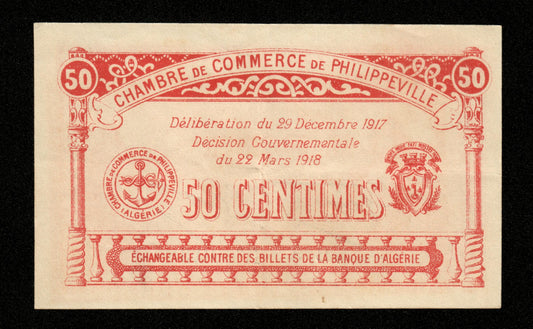 50
CHAMBRE DE COMMERCE DE PHILIPPEVILLE
50
Délibération du 29 Décembre 1917
Décision Gouvernementale
du 22 Mars 1918
CHAMBRE DE COMMERCE DE PHILIPPEVILLE
(ALGÉRIE)
50 CENTIMES
ÉCHANGEABLE CONTRE DES BILLETS DE LA BANQUE D'ALGÉRIE